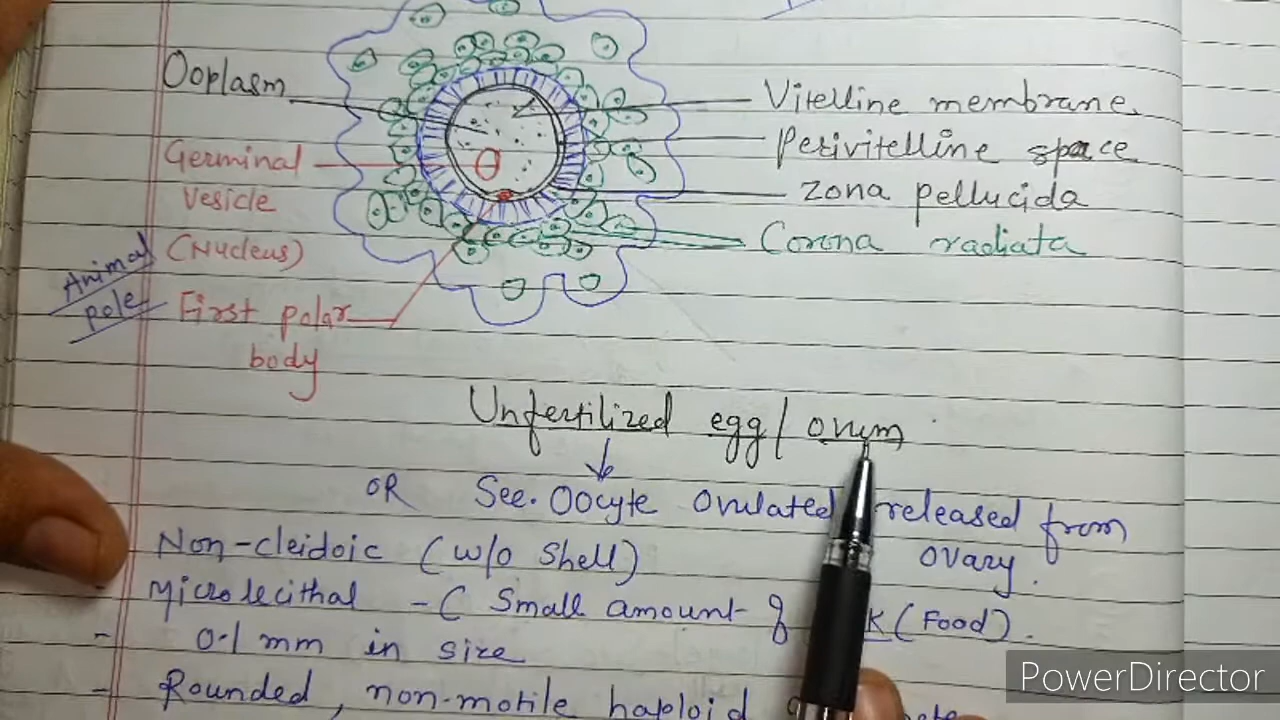 Ooplasm
Germinal
Vesicle
(Nucleus)
Animal
pole
First polar
body
Vitelline membrane
Perivitelline space
Zona pellucida
Corona radiata
Unfertilized egg/ovum
OR Sec. Oocyte ovulated released from
ovary.
Non-cleidoic (w/o Shell)
Microlecithal - ( Small amount of (Food).
- 0.1 mm in size
- Rounded, non-motile haploid
PowerDirector